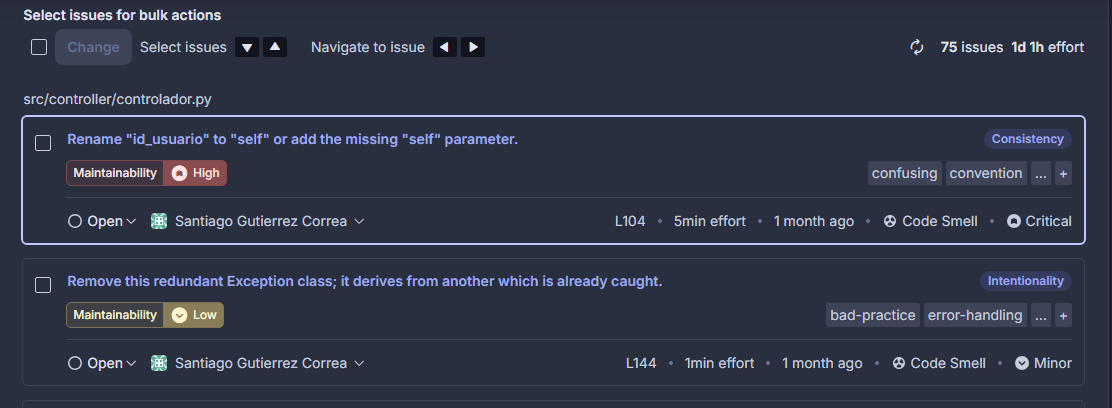 Select issues for bulk actions
Change Select issues Navigate to issue 75 issues 1d 1h effort
src/controller/controlador.py
Rename "id_usuario" to "self" or add the missing "self" parameter. Consistency
Maintainability High confusing convention ... +
Open Santiago Gutierrez Correa L104 • 5min effort • 1 month ago • Code Smell • Critical
Remove this redundant Exception class; it derives from another which is already caught. Intentionality
Maintainability Low bad-practice error-handling ... +
Open Santiago Gutierrez Correa L144 • 1min effort • 1 month ago • Code Smell • Minor